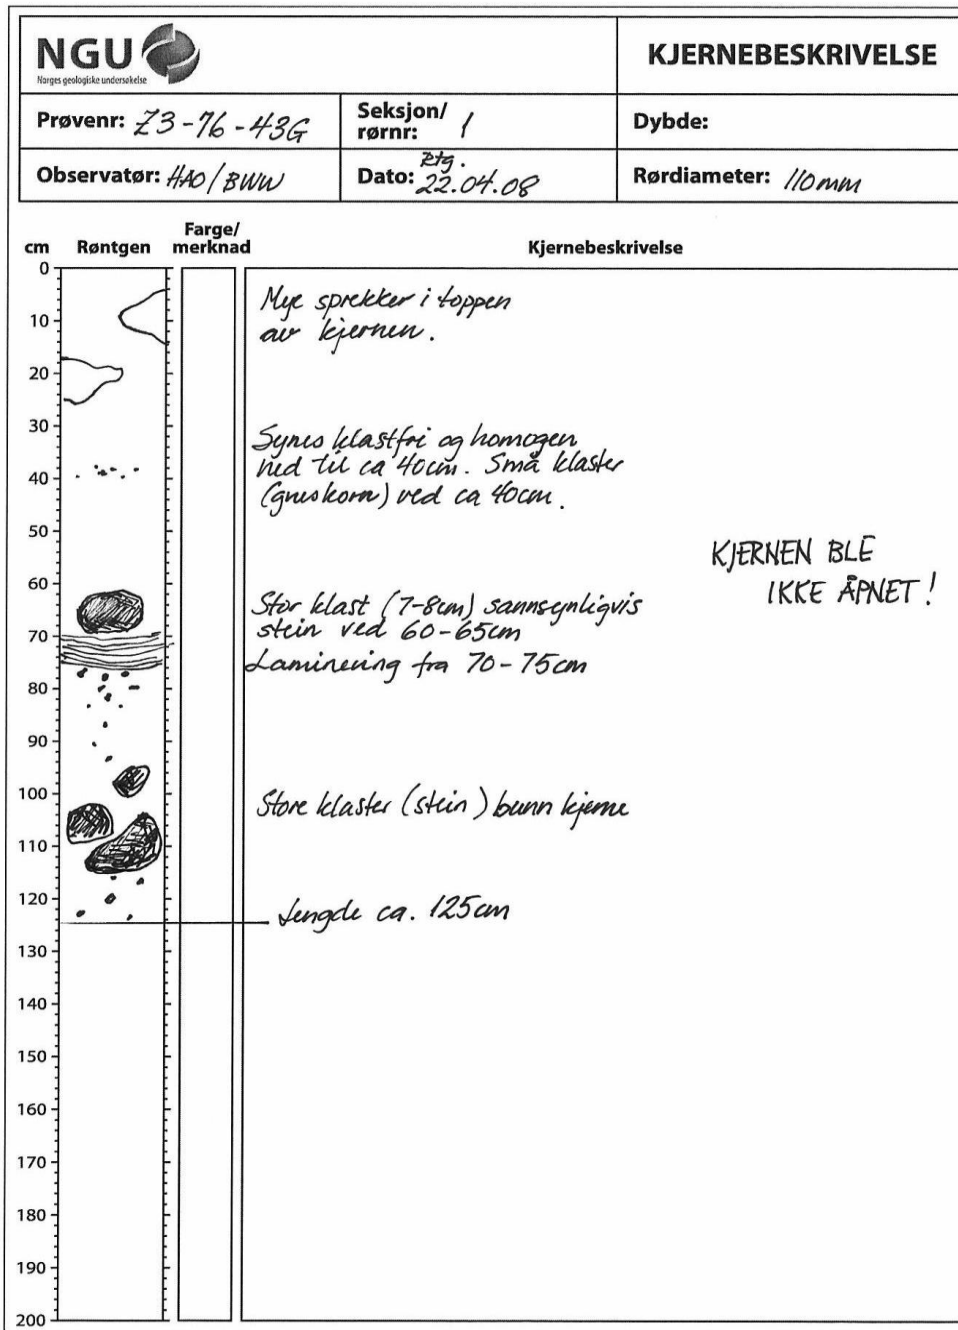 NGU
Norges geologiske undersøkelse
KJERNEBESKRIVELSE
Prøvenr: Z3-76-43G
Seksjon/
rørnr: 1
Dybde:
Observatør: HAO/BWW
Rtg.
Dato: 22.04.08
Rørdiameter: 110mm
cm Røntgen Farge/
merknad
Kjernebeskrivelse
0
Mye sprekker i toppen
10
av kjernen.
20
30
Synes klastfri og homogen
ned til ca 40cm. Små klaster
40
(gruskorn) ved ca 40cm.
50
KJERNEN BLE
IKKE ÅPNET!
60
Stor klast (7-8cm) sannsynligvis
stein ved 60-65cm
70
Laminering fra 70-75cm
80
90
100
Store klaster (stein) bunn kjerne
110
120
Lengde ca. 125cm
130
140
150
160
170
180
190
200